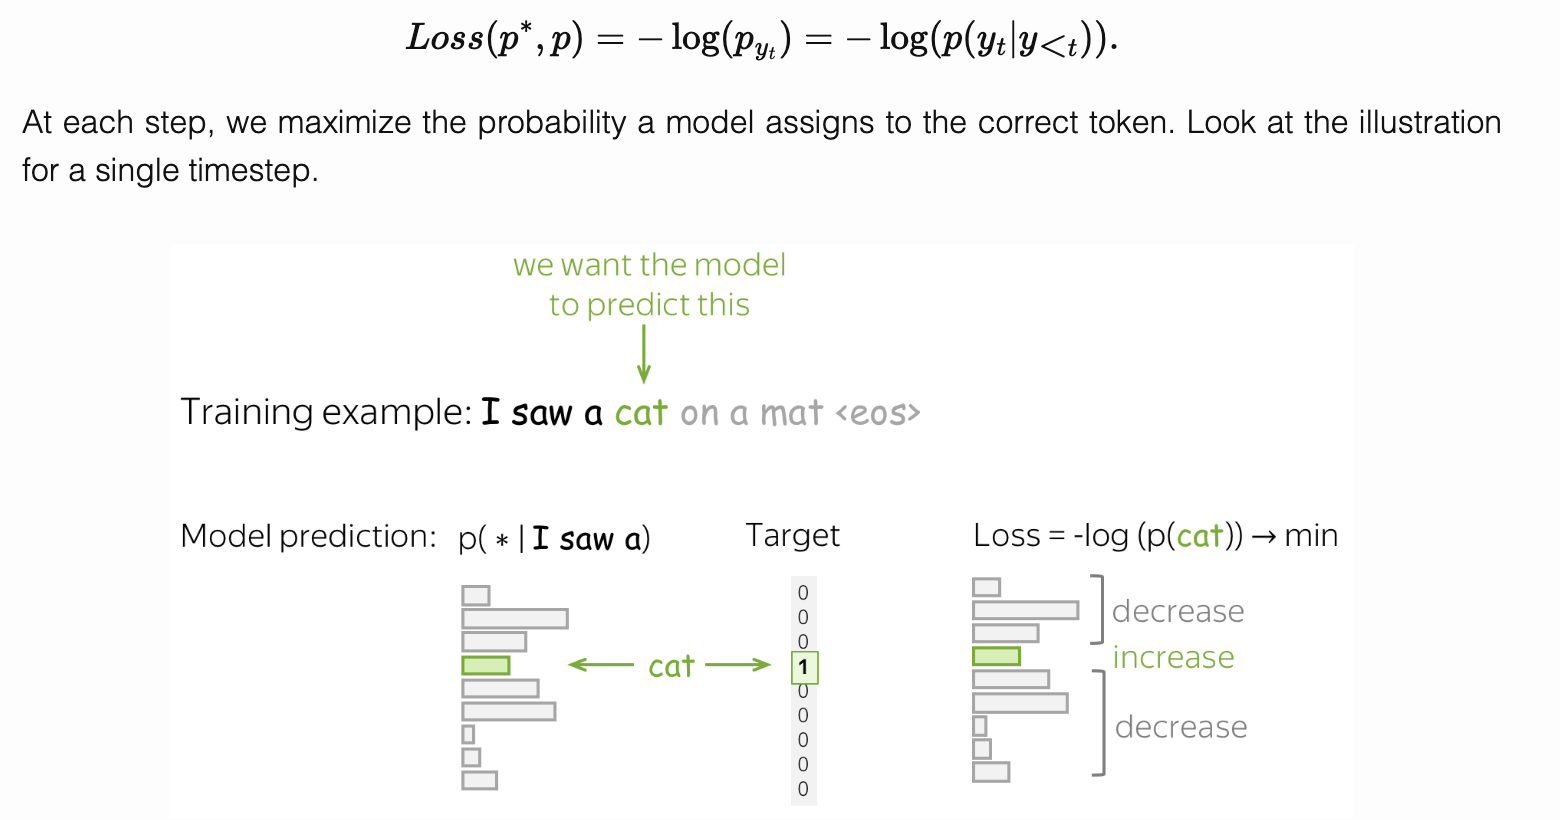 Loss(p*, p) = − log(p_{y_t}) = − log(p(y_t|y_{<t})).
At each step, we maximize the probability a model assigns to the correct token. Look at the illustration
for a single timestep.
we want the model
to predict this
Training example: I saw a cat on a mat <eos>
Model prediction: p( * | I saw a)
Target
Loss = -log (p(cat)) → min
cat
0
0
0
1
0
0
0
0
0
decrease
increase
decrease